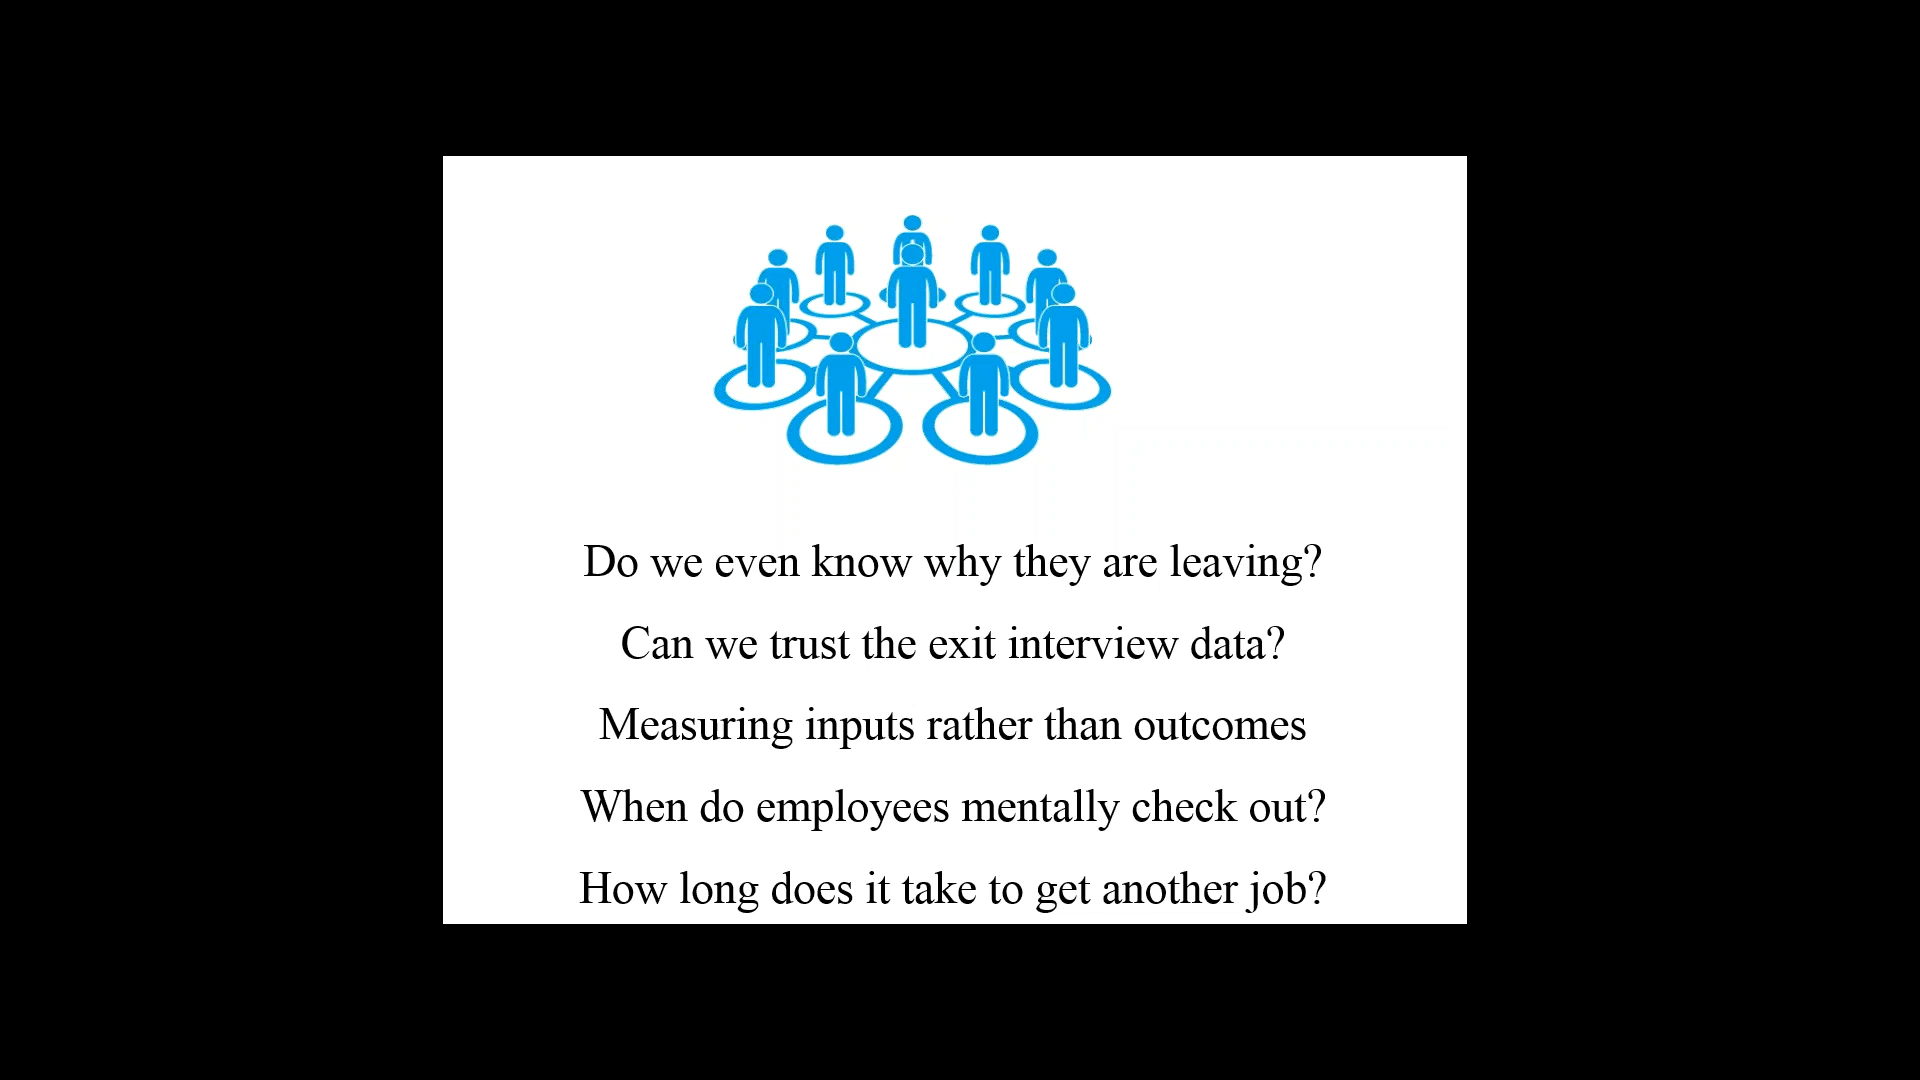 Do we even know why they are leaving?
Can we trust the exit interview data?
Measuring inputs rather than outcomes
When do employees mentally check out?
How long does it take to get another job?